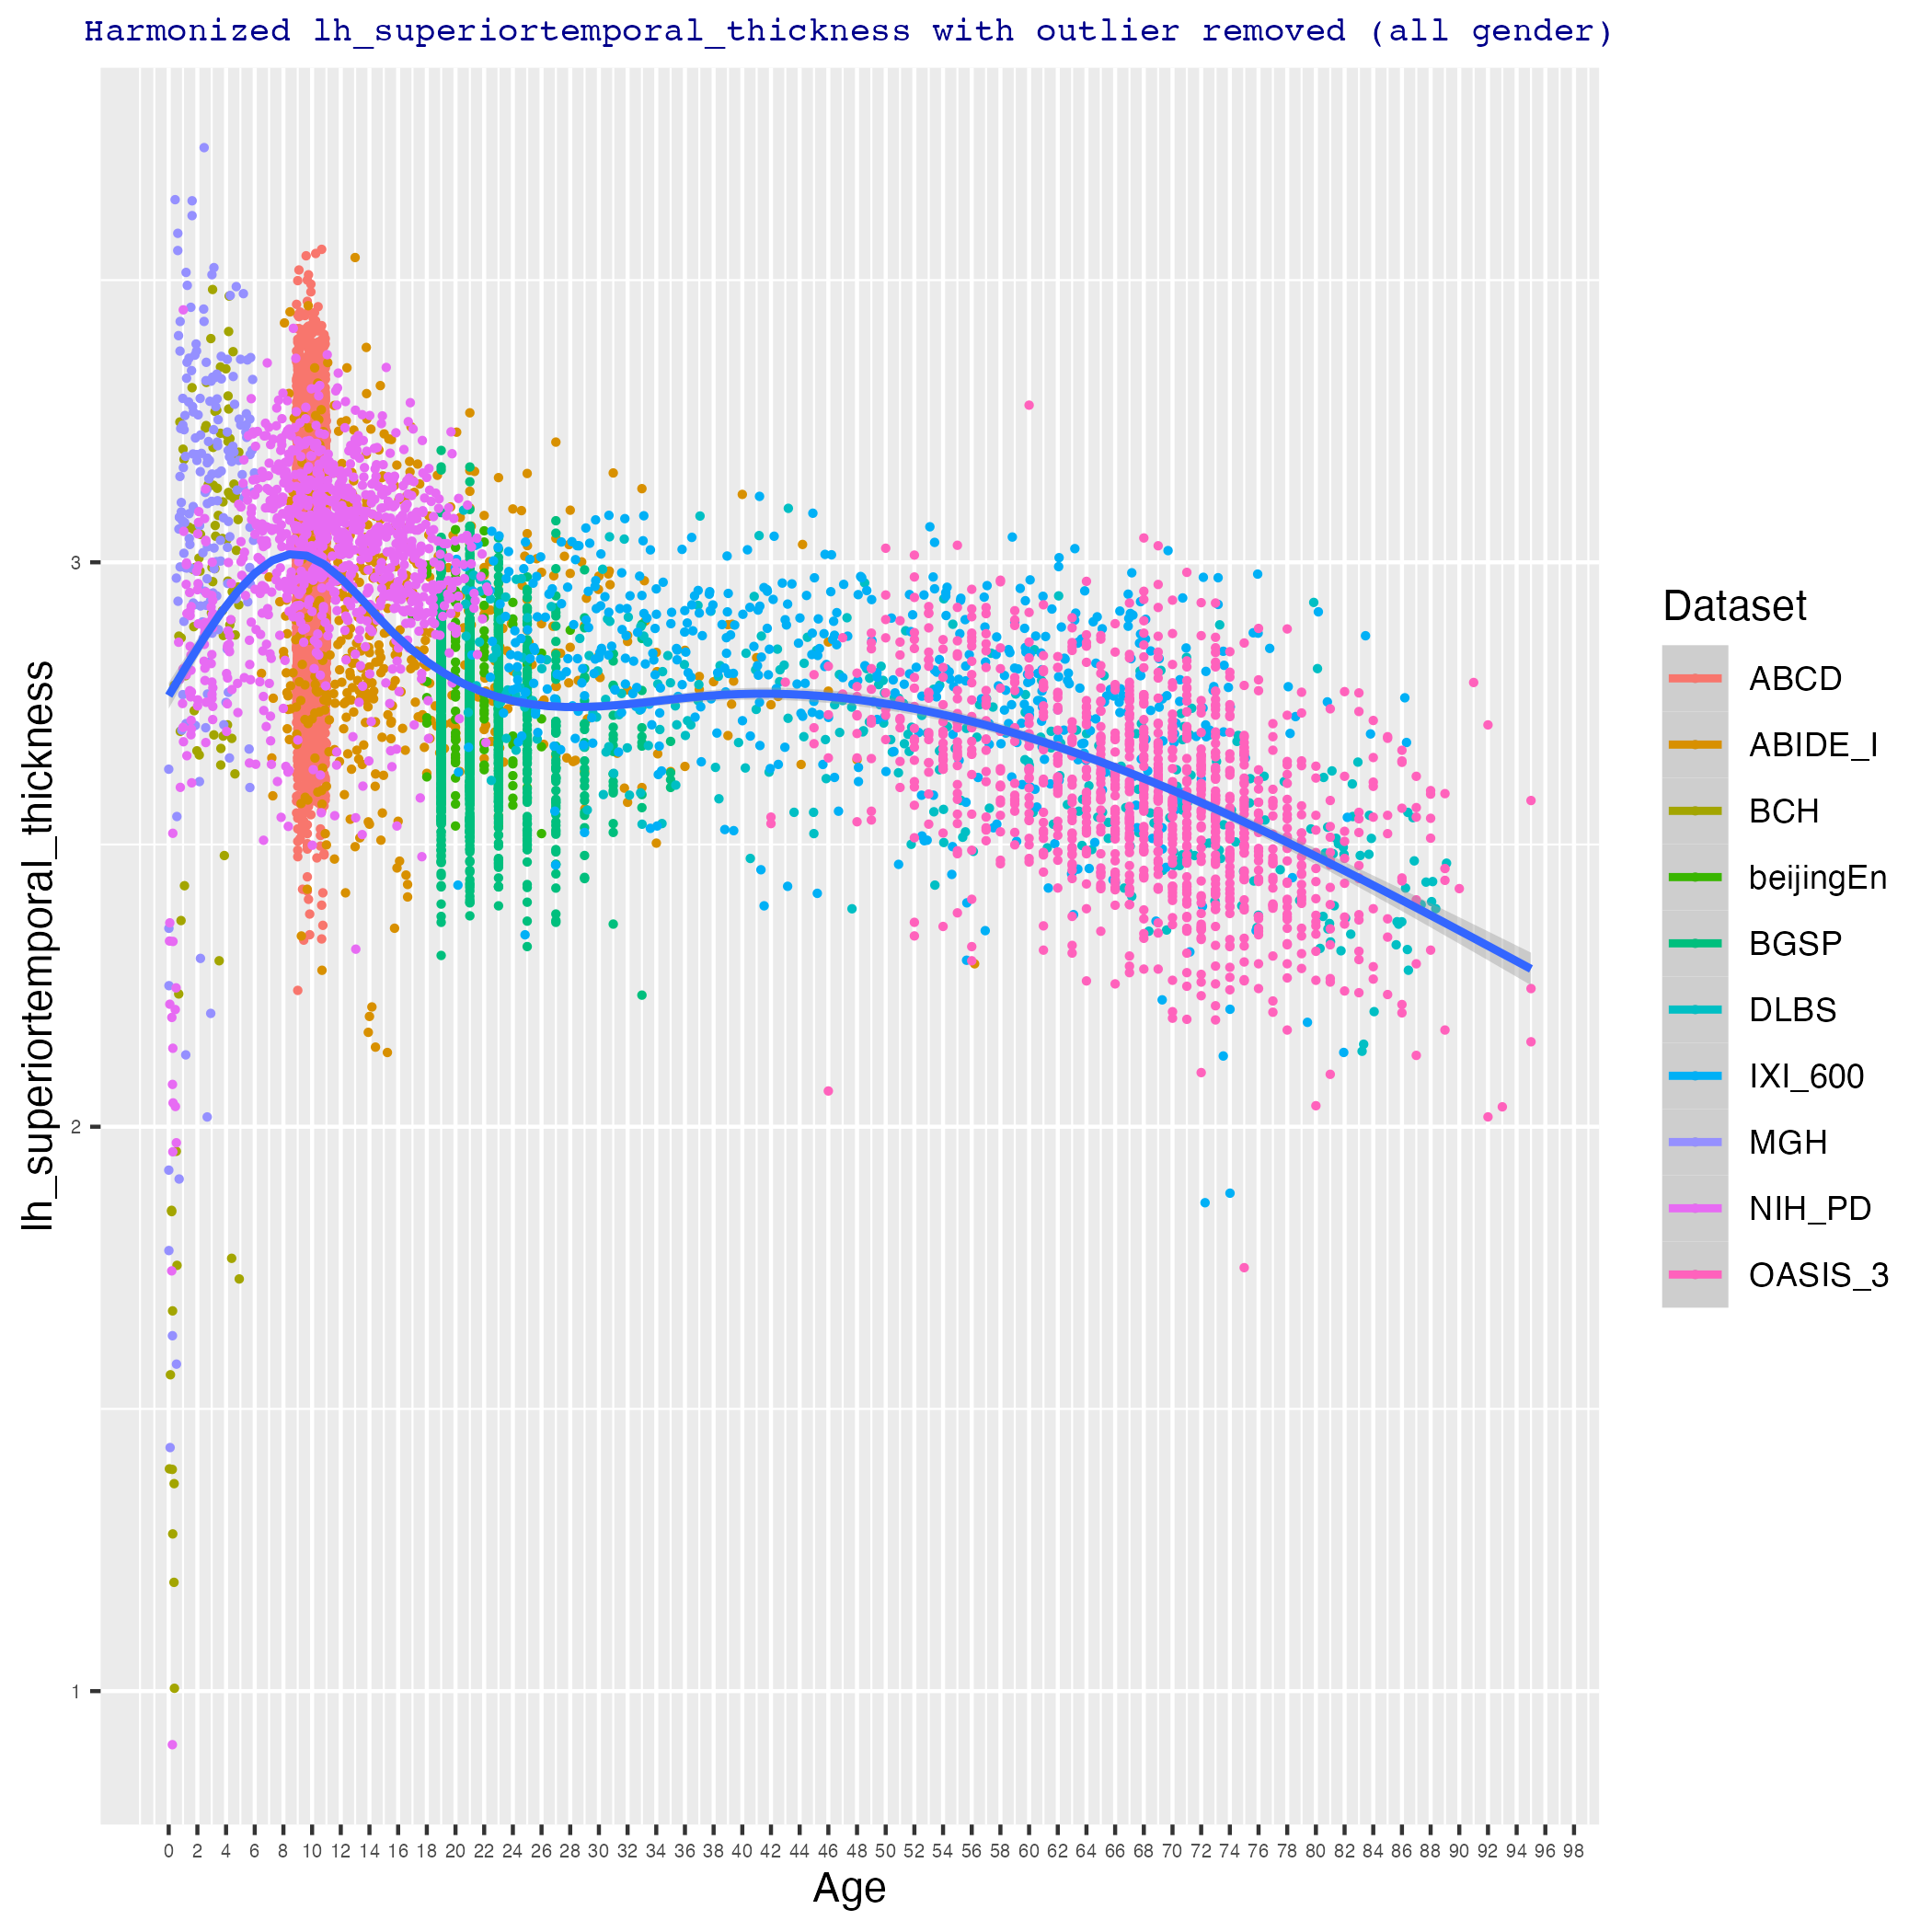 Harmonized lh_superiortemporal_thickness with outlier removed (all gender)
lh_superiortemporal_thickness
3
2
1
0 2 4 6 8 10 12 14 16 18 20 22 24 26 28 30 32 34 36 38 40 42 44 46 48 50 52 54 56 58 60 62 64 66 68 70 72 74 76 78 80 82 84 86 88 90 92 94 96 98
Age
Dataset
ABCD
ABIDE_I
BCH
beijingEn
BGSP
DLBS
IXI_600
MGH
NIH_PD
OASIS_3